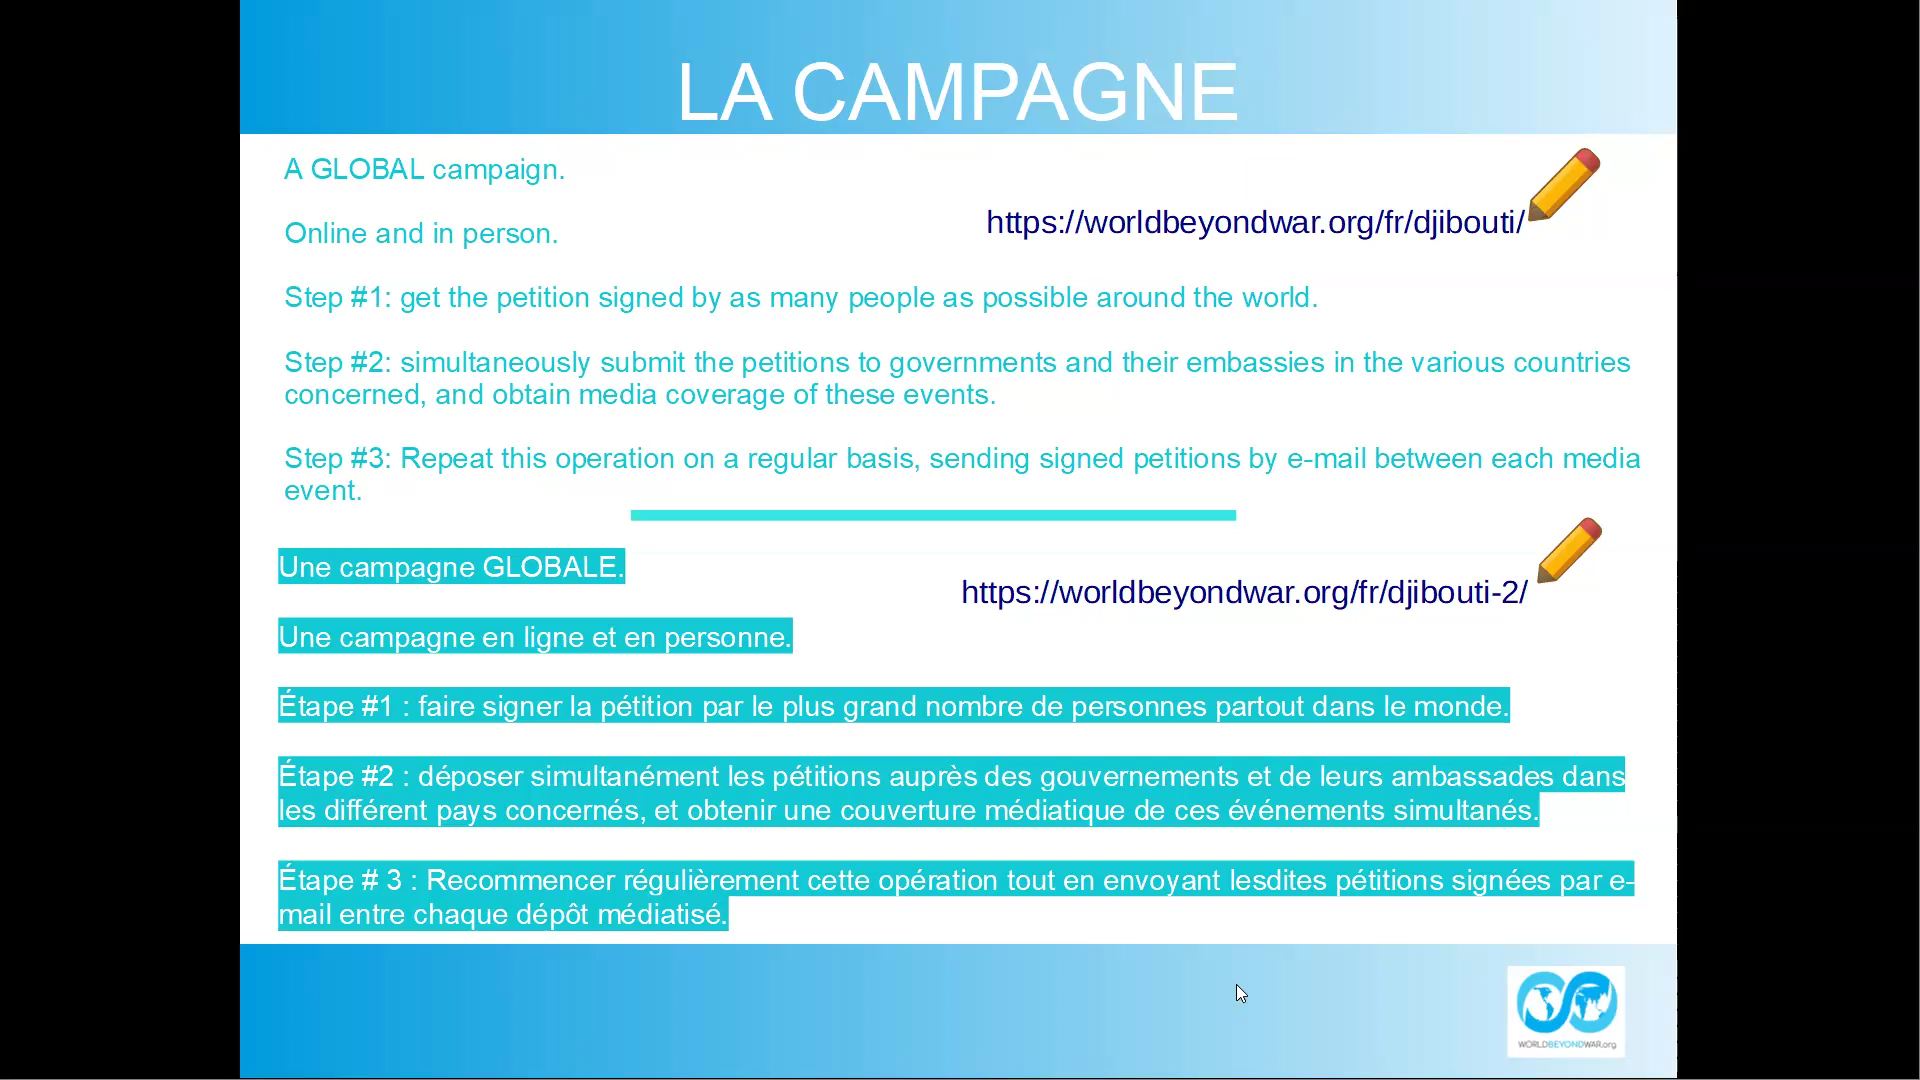 LA CAMPAGNE
A GLOBAL campaign.
https://worldbeyondwar.org/fr/djibouti/
Online and in person.
Step #1: get the petition signed by as many people as possible around the world.
Step #2: simultaneously submit the petitions to governments and their embassies in the various countries
concerned, and obtain media coverage of these events.
Step #3: Repeat this operation on a regular basis, sending signed petitions by e-mail between each media
event.
Une campagne GLOBALE.
https://worldbeyondwar.org/fr/djibouti-2/
Une campagne en ligne et en personne.
Étape #1 : faire signer la pétition par le plus grand nombre de personnes partout dans le monde.
Étape #2 : déposer simultanément les pétitions auprès des gouvernements et de leurs ambassades dans
les différent pays concernés, et obtenir une couverture médiatique de ces événements simultanés.
Étape # 3 : Recommencer régulièrement cette opération tout en envoyant lesdites pétitions signées par e-
mail entre chaque dépôt médiatisé.
WORLDBEYONDWAR.org